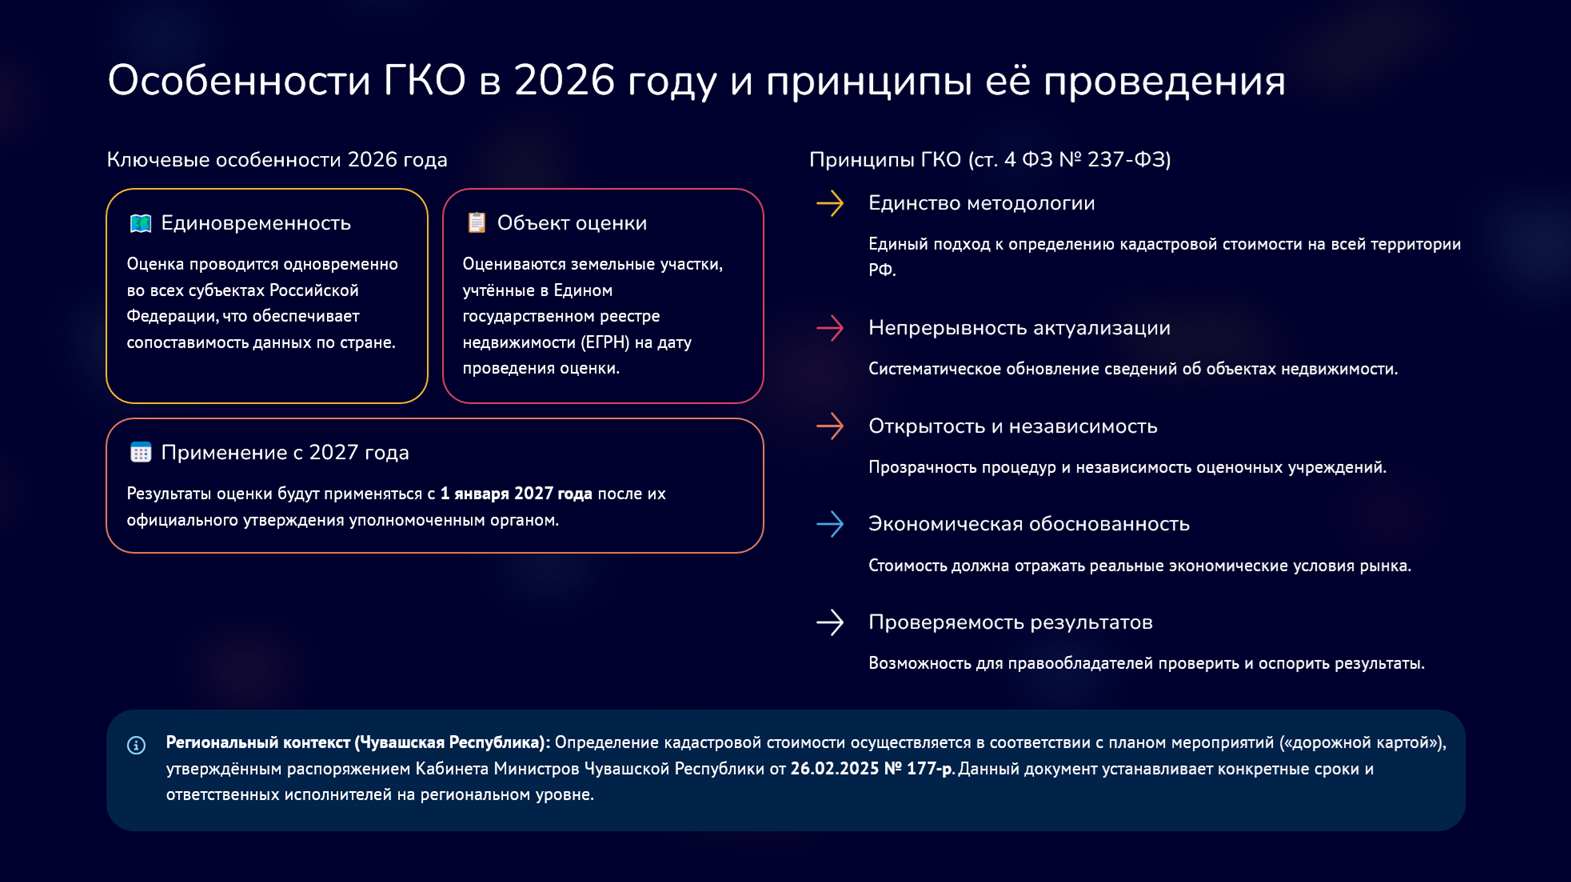 Особенности ГКО в 2026 году и принципы её проведения
Ключевые особенности 2026 года
Единовременность
Оценка проводится одновременно
во всех субъектах Российской
Федерации, что обеспечивает
сопоставимость данных по стране.
Объект оценки
Оцениваются земельные участки,
учтённые в Едином
государственном реестре
недвижимости (ЕГРН) на дату
проведения оценки.
Применение с 2027 года
Результаты оценки будут применяться с 1 января 2027 года после их
официального утверждения уполномоченным органом.
Принципы ГКО (ст. 4 ФЗ № 237-ФЗ)
Единство методологии
Единый подход к определению кадастровой стоимости на всей территории
РФ.
Непрерывность актуализации
Систематическое обновление сведений об объектах недвижимости.
Открытость и независимость
Прозрачность процедур и независимость оценочных учреждений.
Экономическая обоснованность
Стоимость должна отражать реальные экономические условия рынка.
Проверяемость результатов
Возможность для правообладателей проверить и оспорить результаты.
Региональный контекст (Чувашская Республика): Определение кадастровой стоимости осуществляется в соответствии с планом мероприятий («дорожной картой»),
утверждённым распоряжением Кабинета Министров Чувашской Республики от 26.02.2025 № 177-р. Данный документ устанавливает конкретные сроки и
ответственных исполнителей на региональном уровне.